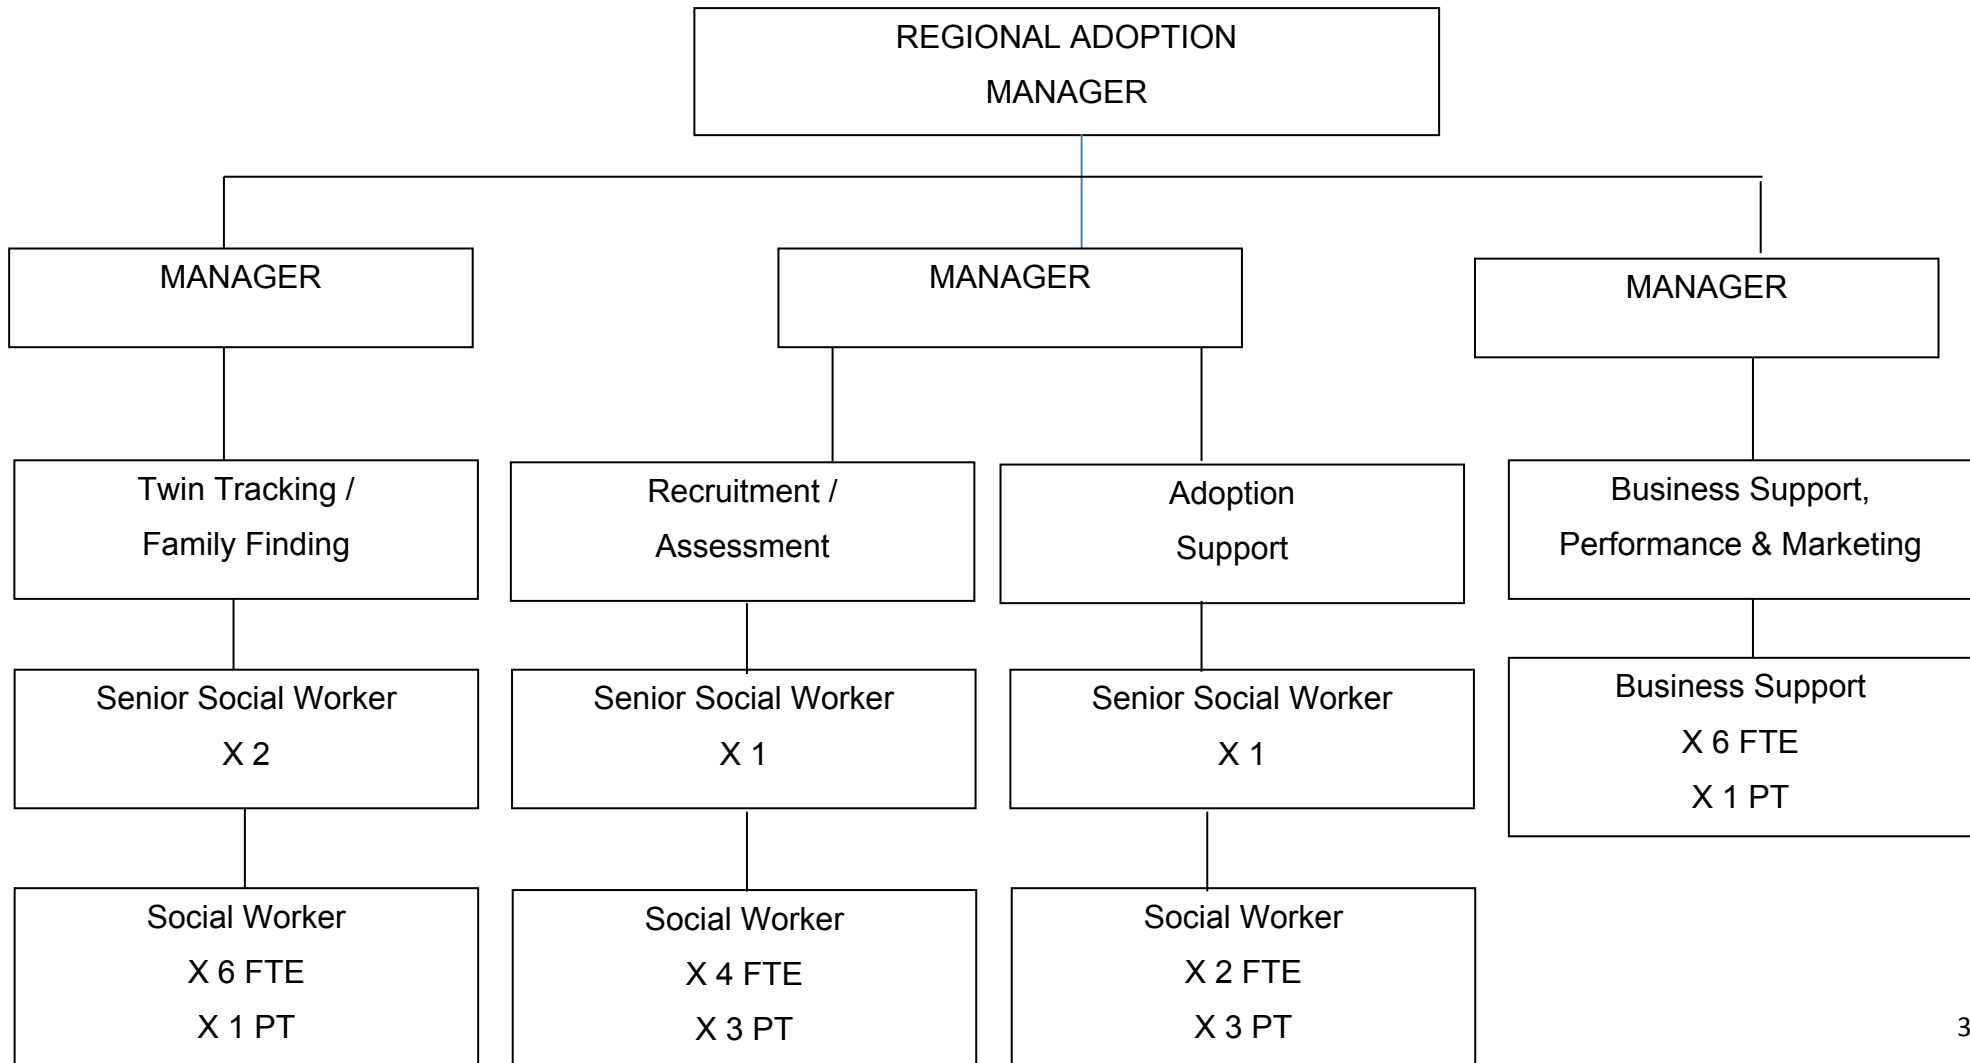 REGIONAL ADOPTION
MANAGER
MANAGER
MANAGER
MANAGER
Twin Tracking /
Family Finding
Recruitment /
Assessment
Adoption
Support
Business Support,
Performance & Marketing
Senior Social Worker
X 2
Senior Social Worker
X 1
Senior Social Worker
X 1
Business Support
X 6 FTE
X 1 PT
Social Worker
X 6 FTE
X 1 PT
Social Worker
X 4 FTE
X 3 PT
Social Worker
X 2 FTE
X 3 PT
3